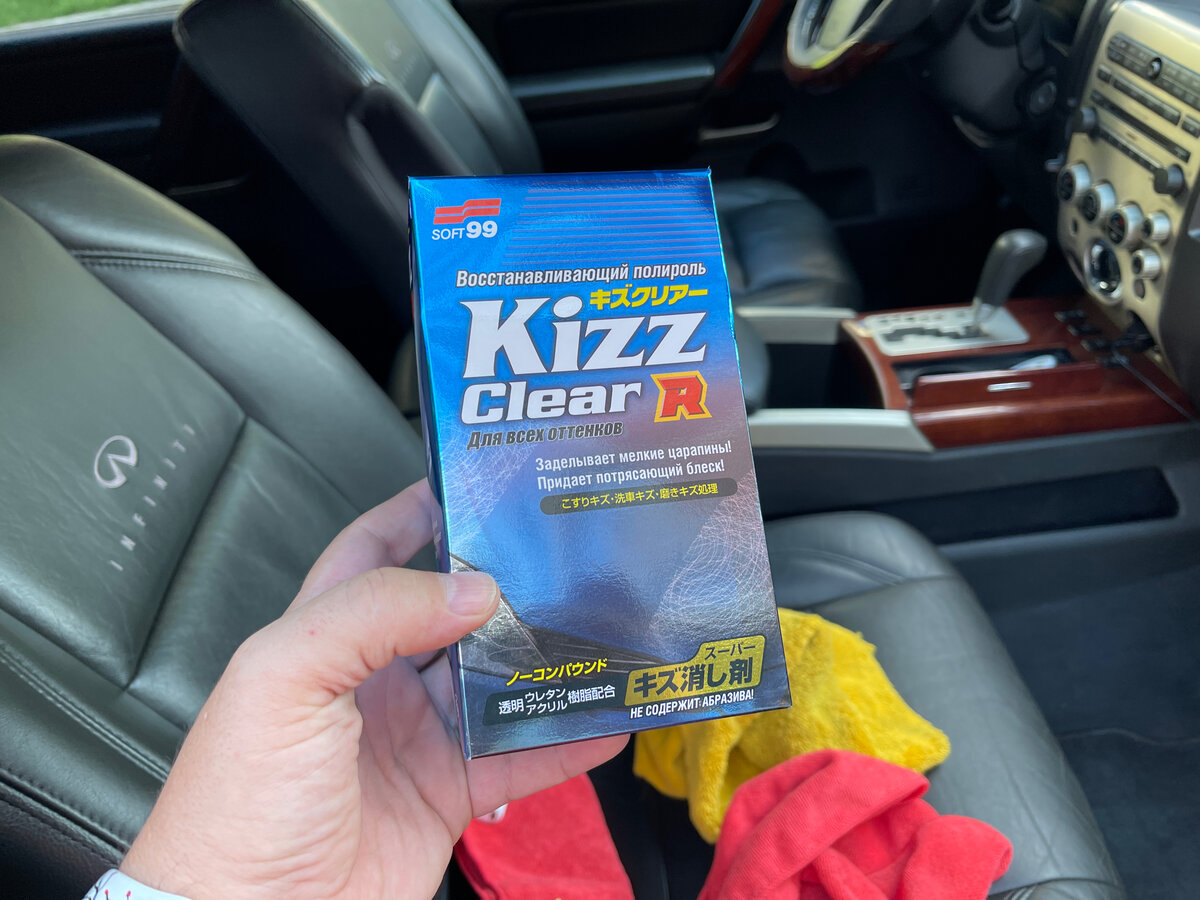 SOFT99
Восстанавливающий полироль
キズクリアー
Kizz
Clear R
Для всех оттенков
Заделывает мелкие царапины!
Придает потрясающий блеск!
こすりキズ・洗車キズ・磨きキズ処理
ノーコンパウンド
透明ウレタンアクリル樹脂配合
スーパー
キズ消し剤
НЕ СОДЕРЖИТ АБРАЗИВА!
INFINITI